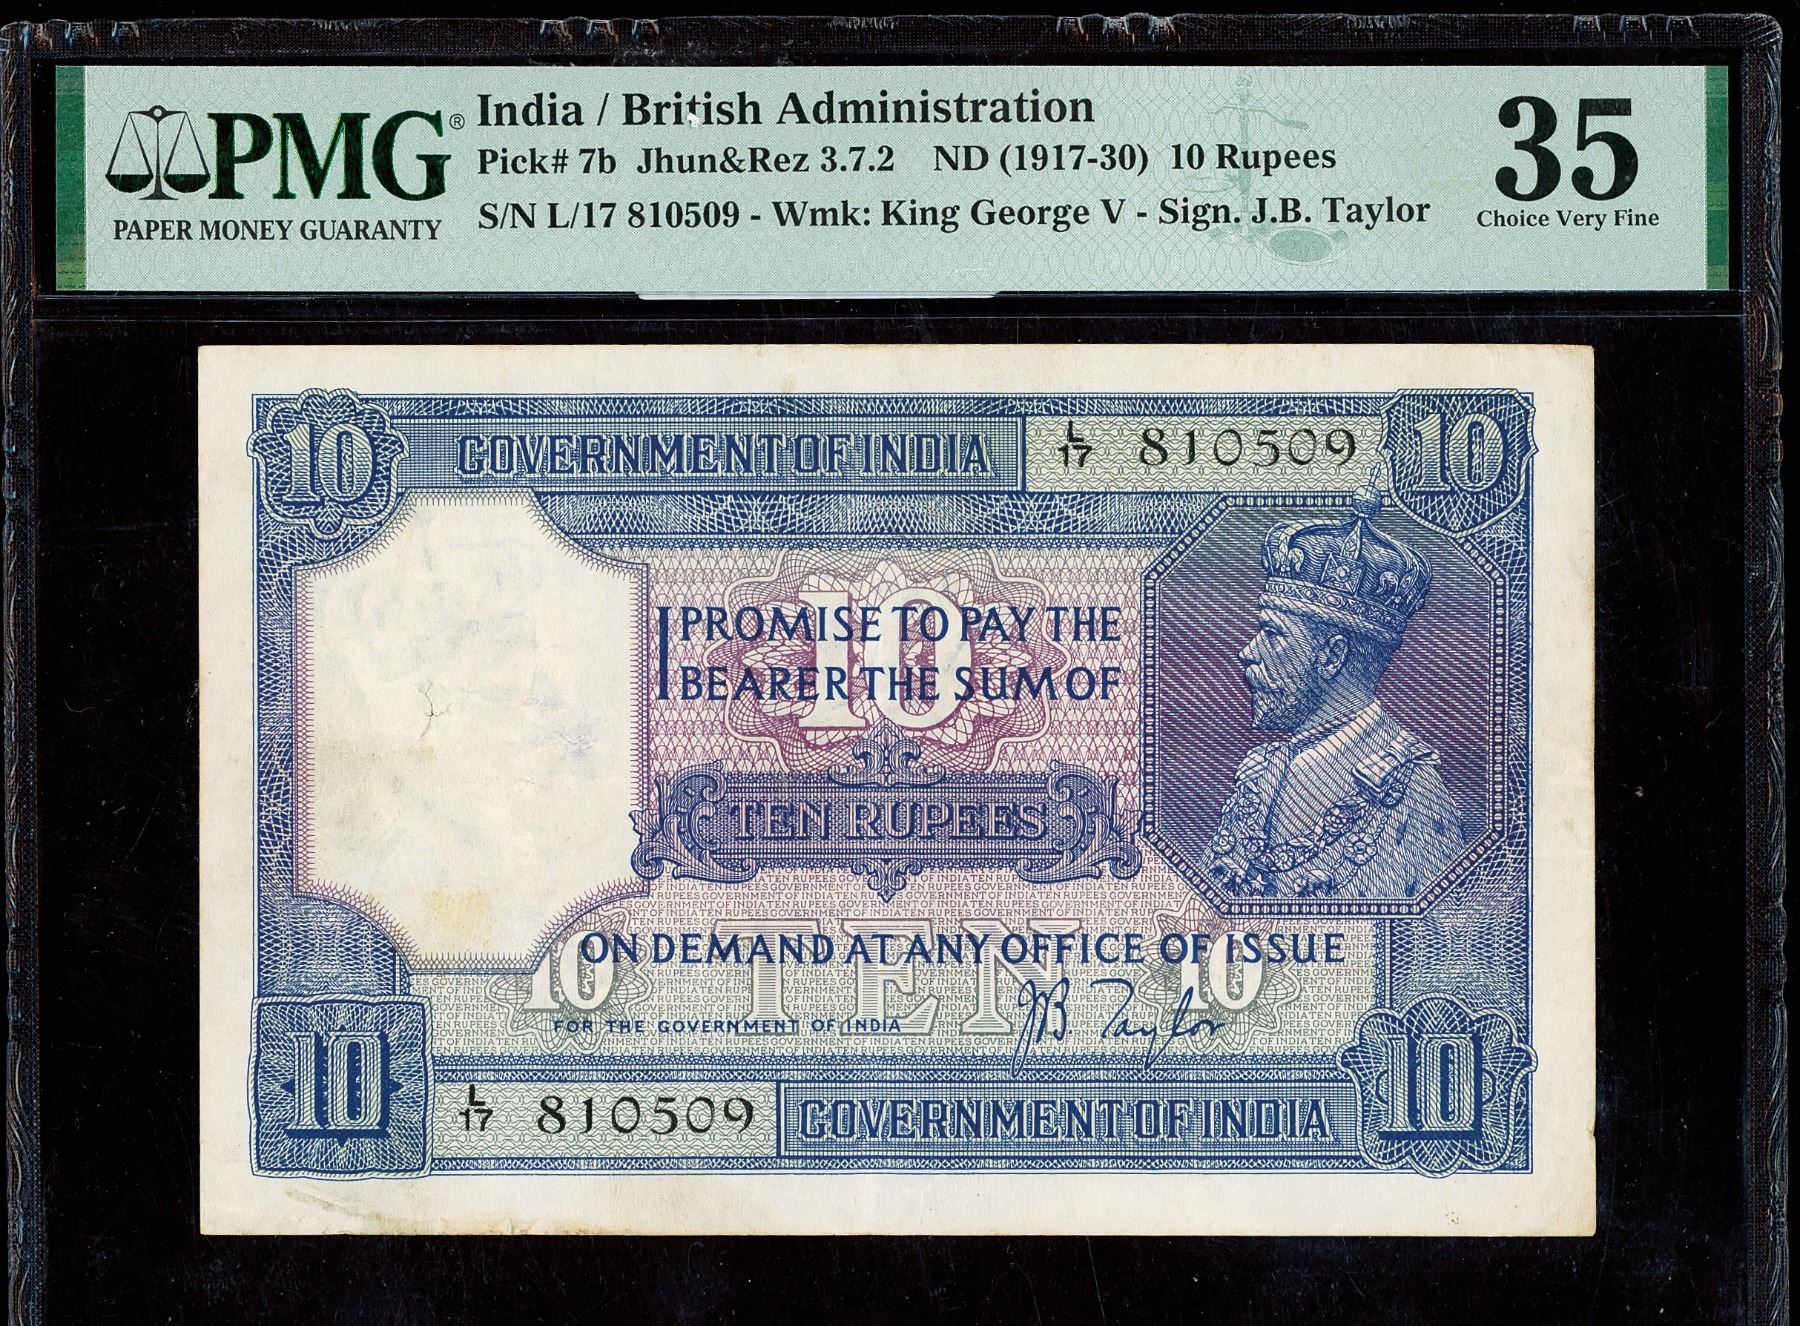 PMG®
PAPER MONEY GUARANTY
India / British Administration
Pick# 7b Jhun&Rez 3.7.2 ND (1917-30) 10 Rupees
S/N L/17 810509 - Wmk: King George V - Sign. J.B. Taylor
35
Choice Very Fine
10
GOVERNMENT OF INDIA
L/17 810509
10
10
I PROMISE TO PAY THE
BEARER THE SUM OF
TEN RUPEES
TEN
10
ON DEMAND AT ANY OFFICE OF ISSUE
10
FOR THE GOVERNMENT OF INDIA
JB. Taylor
10
L/17 810509
GOVERNMENT OF INDIA
10